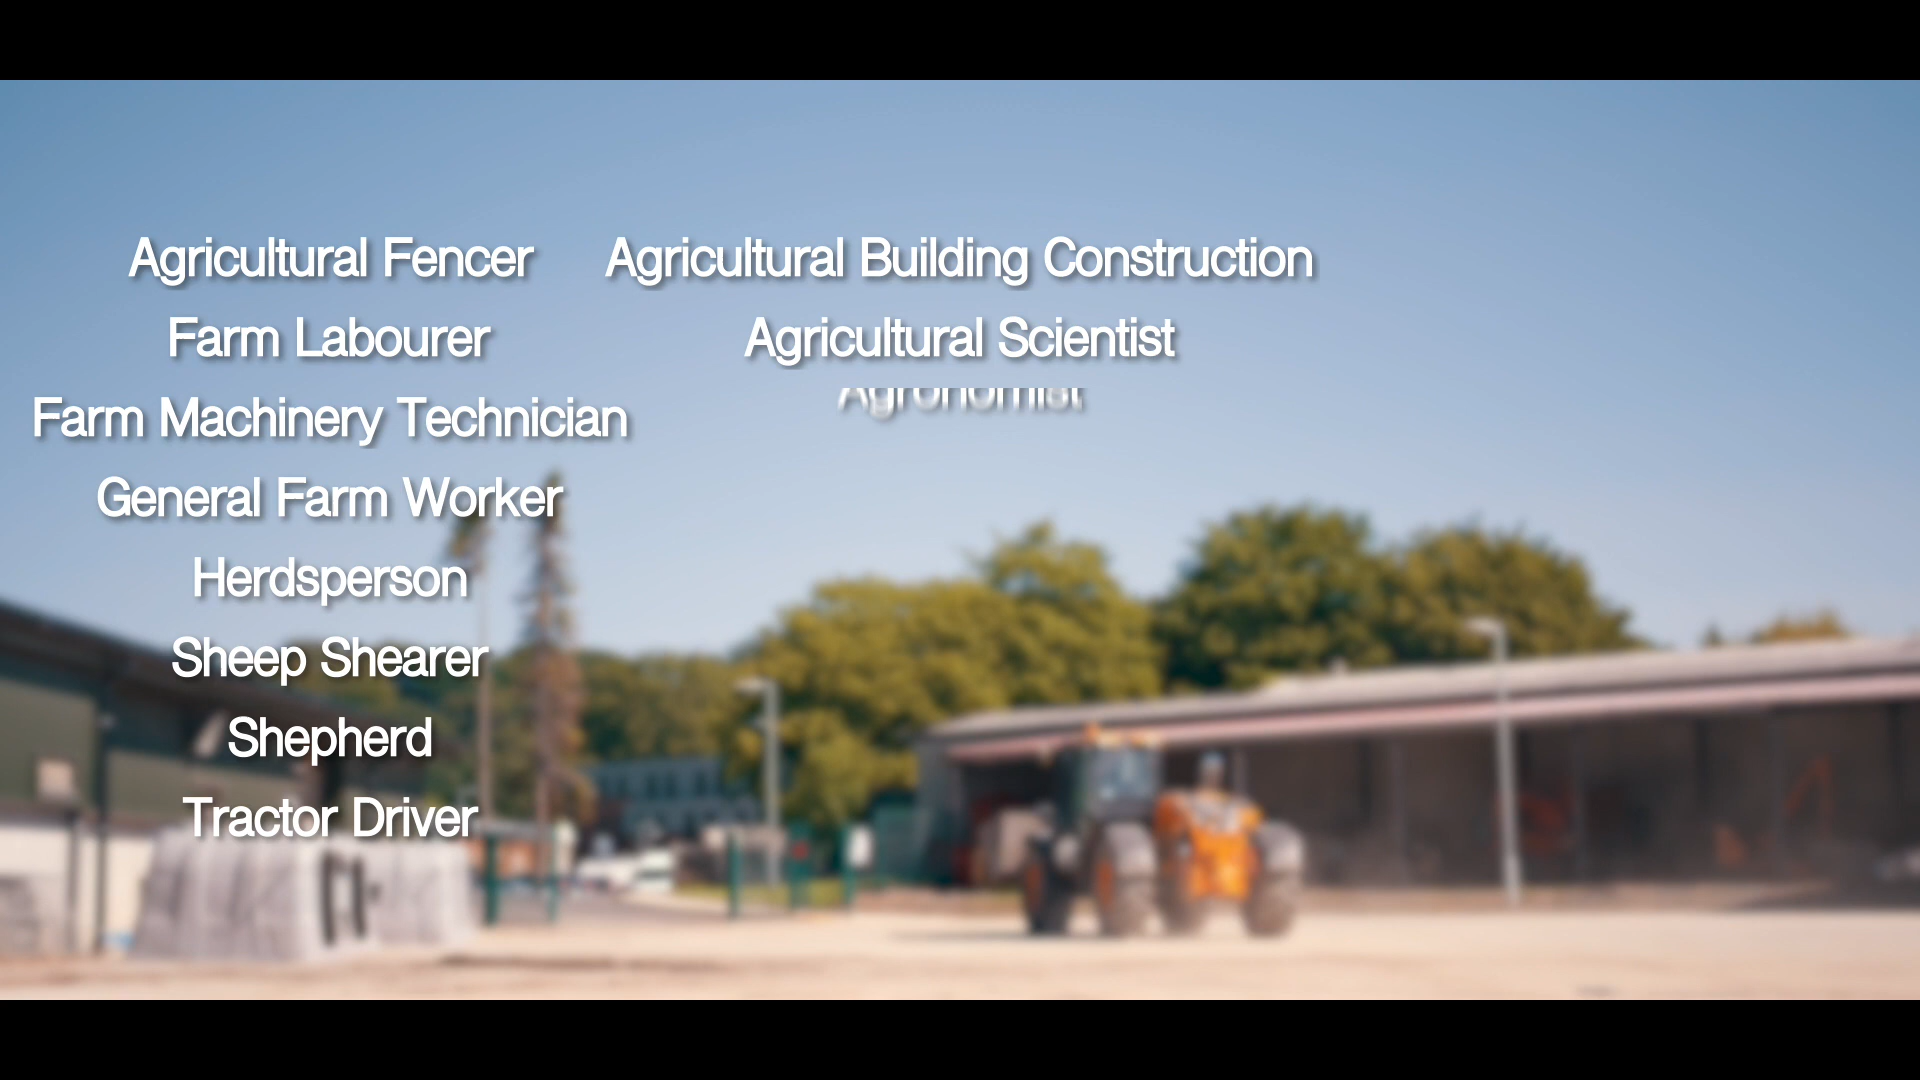 Agricultural Fencer
Farm Labourer
Farm Machinery Technician
General Farm Worker
Herdsperson
Sheep Shearer
Shepherd
Tractor Driver
Agricultural Building Construction
Agricultural Scientist
Agronomist